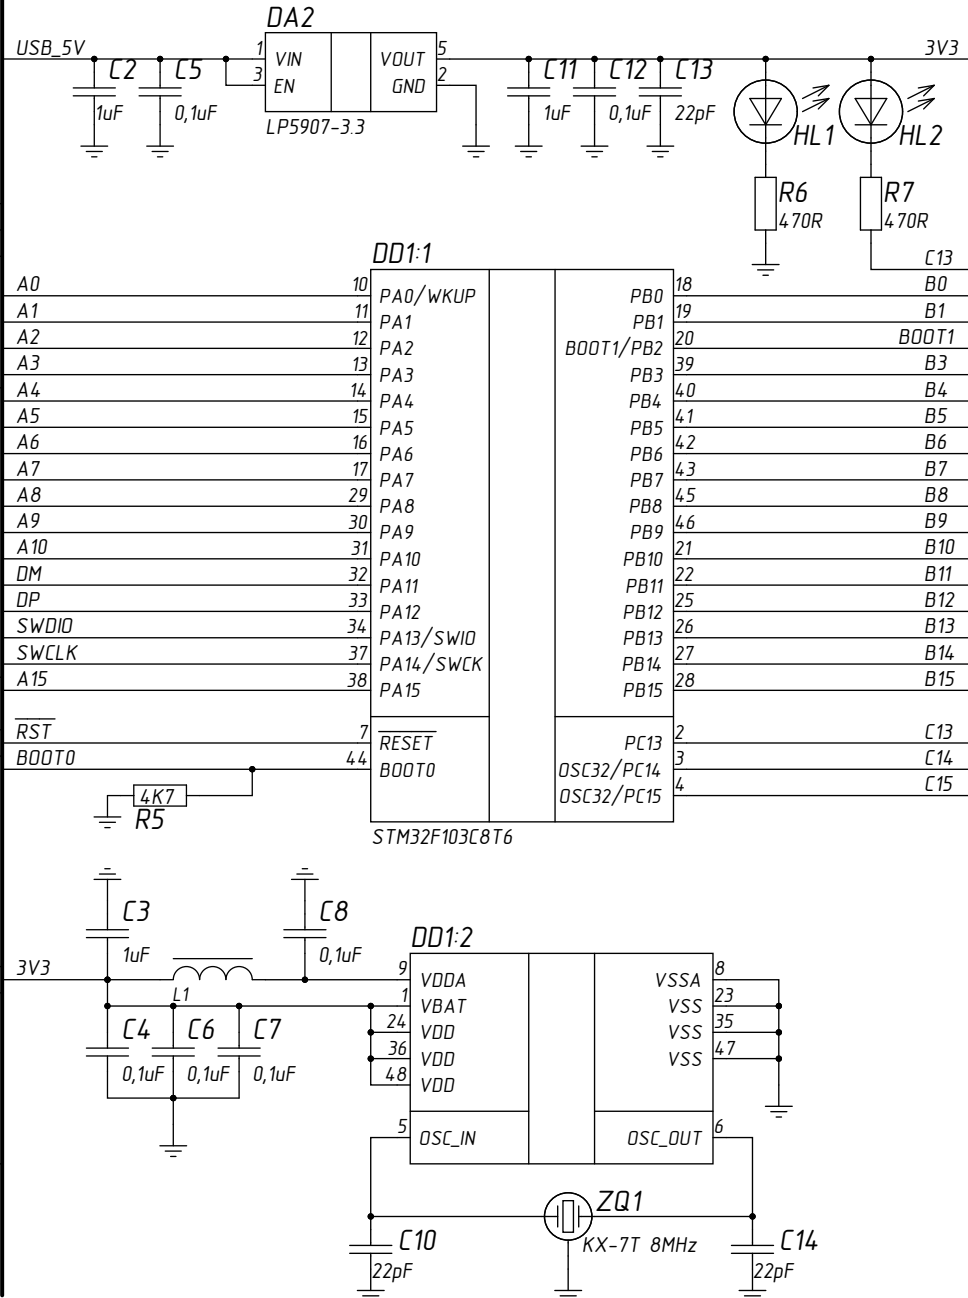 DA2
USB_5V 1 VIN VOUT 5 3V3
C2 C5 3 EN GND 2 C11 C12 C13
1uF 0,1uF 1uF 0,1uF 22pF
LP5907-3.3 HL1 HL2
R6 R7
470R 470R
DD1:1 C13
A0 10 PA0/WKUP PB0 18 B0
A1 11 PA1 PB1 19 B1
A2 12 PA2 BOOT1/PB2 20 BOOT1
A3 13 PA3 PB3 39 B3
A4 14 PA4 PB4 40 B4
A5 15 PA5 PB5 41 B5
A6 16 PA6 PB6 42 B6
A7 17 PA7 PB7 43 B7
A8 29 PA8 PB8 45 B8
A9 30 PA9 PB9 46 B9
A10 31 PA10 PB10 21 B10
DM 32 PA11 PB11 22 B11
DP 33 PA12 PB12 25 B12
SWDIO 34 PA13/SWIO PB13 26 B13
SWCLK 37 PA14/SWCK PB14 27 B14
A15 38 PA15 PB15 28 B15
RST 7 RESET PC13 2 C13
BOOT0 44 BOOT0 OSC32/PC14 3 C14
4K7 OSC32/PC15 4 C15
R5
STM32F103C8T6
C3 C8
DD1:2
1uF 0,1uF
3V3 9 VDDA VSSA 8
L1 1 VBAT VSS 23
C4 C6 C7 24 VDD VSS 35
36 VDD VSS 47
0,1uF 0,1uF 0,1uF 48 VDD
5 OSC_IN OSC_OUT 6
ZQ1
C10 KX-7T 8MHz C14
22pF 22pF